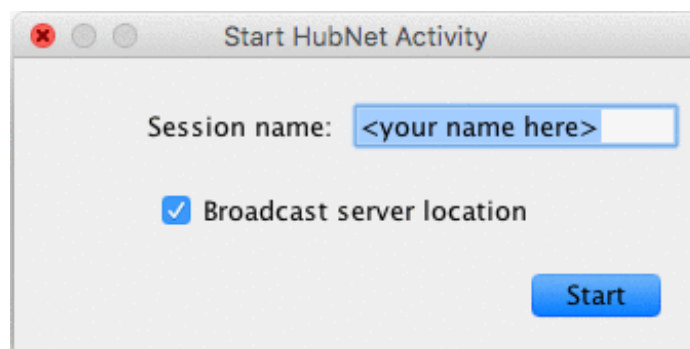 Start HubNet Activity
Session name: <your name here>
Broadcast server location
Start